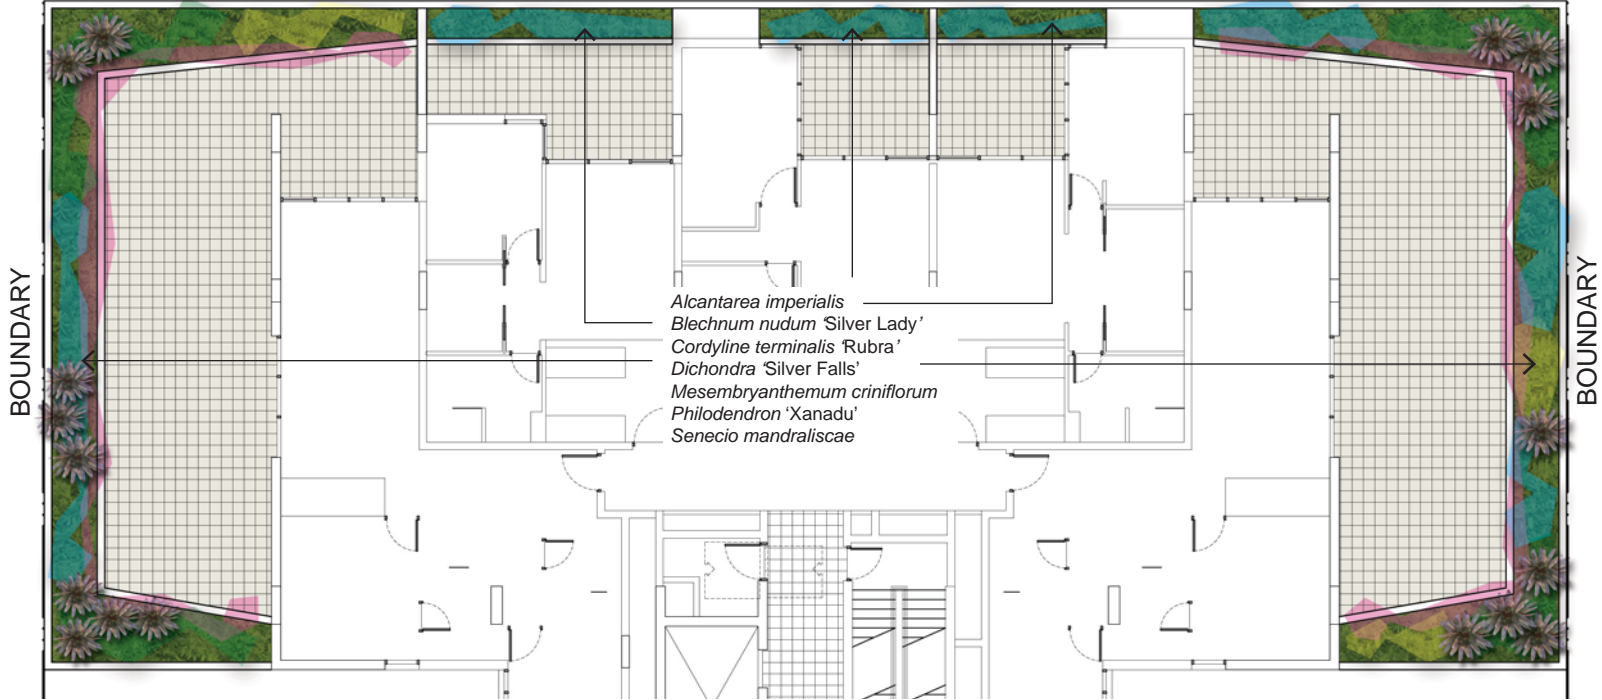 BOUNDARY
Alcantarea imperialis
Blechnum nudum ‘Silver Lady’
Cordyline terminalis ‘Rubra’
Dichondra ‘Silver Falls’
Mesembryanthemum criniflorum
Philodendron ‘Xanadu’
Senecio mandraliscae
BOUNDARY